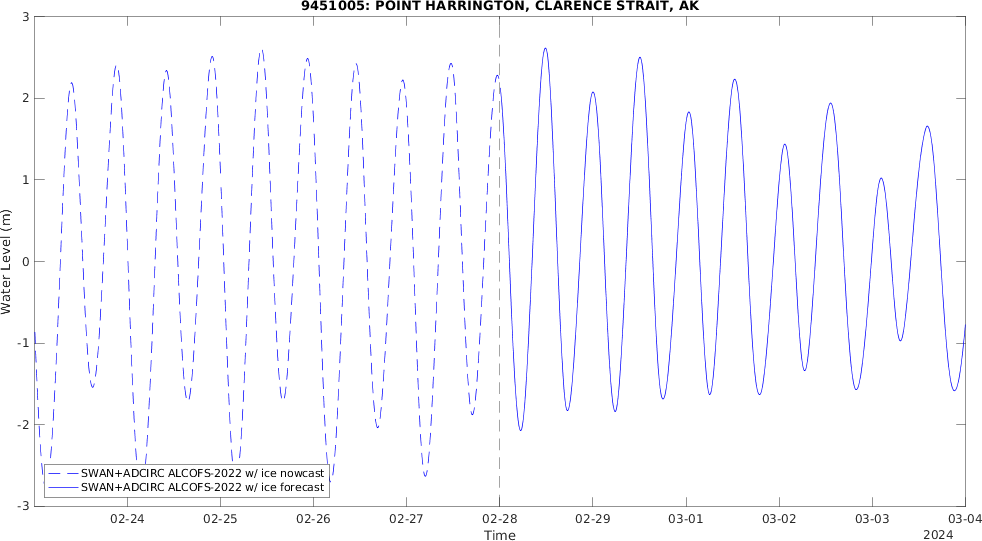 9451005: POINT HARRINGTON, CLARENCE STRAIT, AK
3
2
1
0
-1
-2
-3
Water Level (m)
SWAN+ADCIRC ALCOFS-2022 w/ ice nowcast
SWAN+ADCIRC ALCOFS-2022 w/ ice forecast
02-24 02-25 02-26 02-27 02-28 02-29 03-01 03-02 03-03 03-04
Time
2024